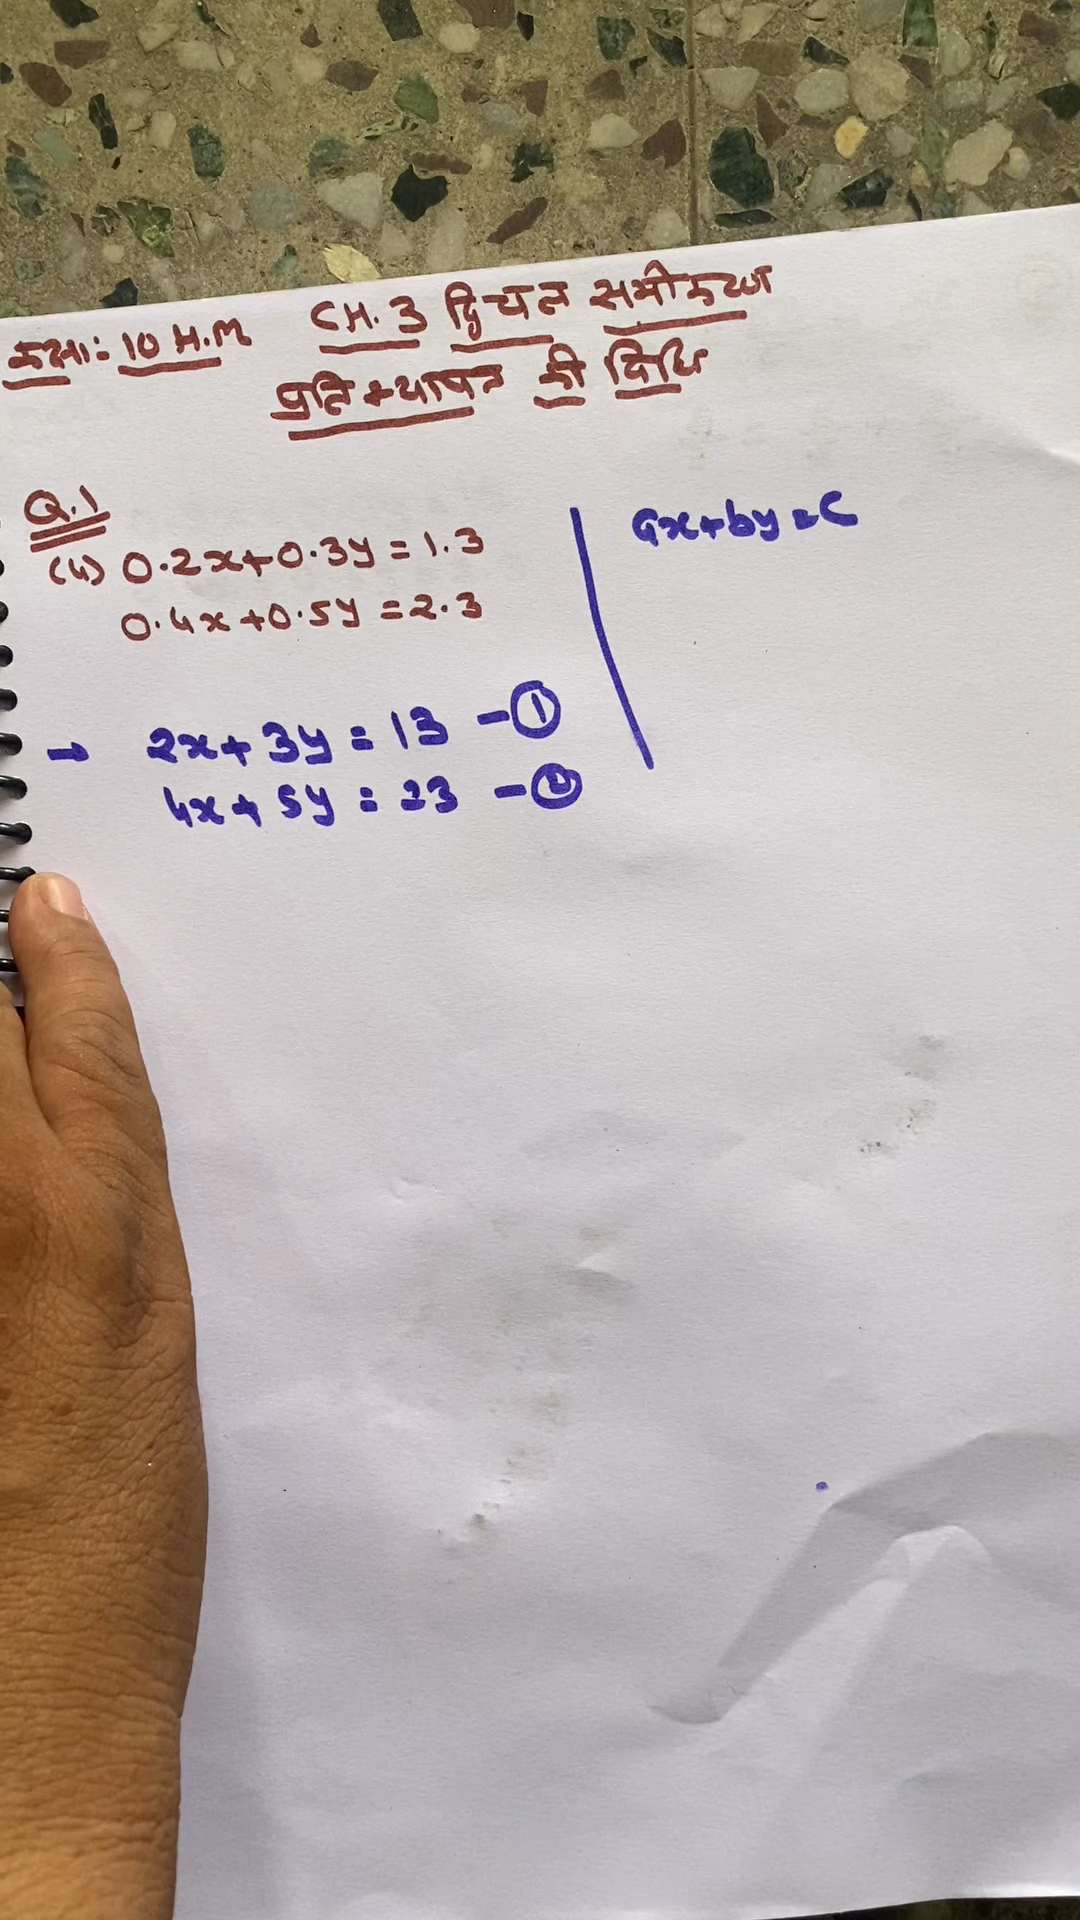 कक्षा: 10 H.M CH. 3 द्विचल समीकरण
प्रतिस्थापन की विधि
Q.1
(4) 0.2x+0.3y = 1.3
0.4x+0.5y = 2.3
ax+by=c
→ 2x+3y = 13 -①
4x+5y = 23 -②